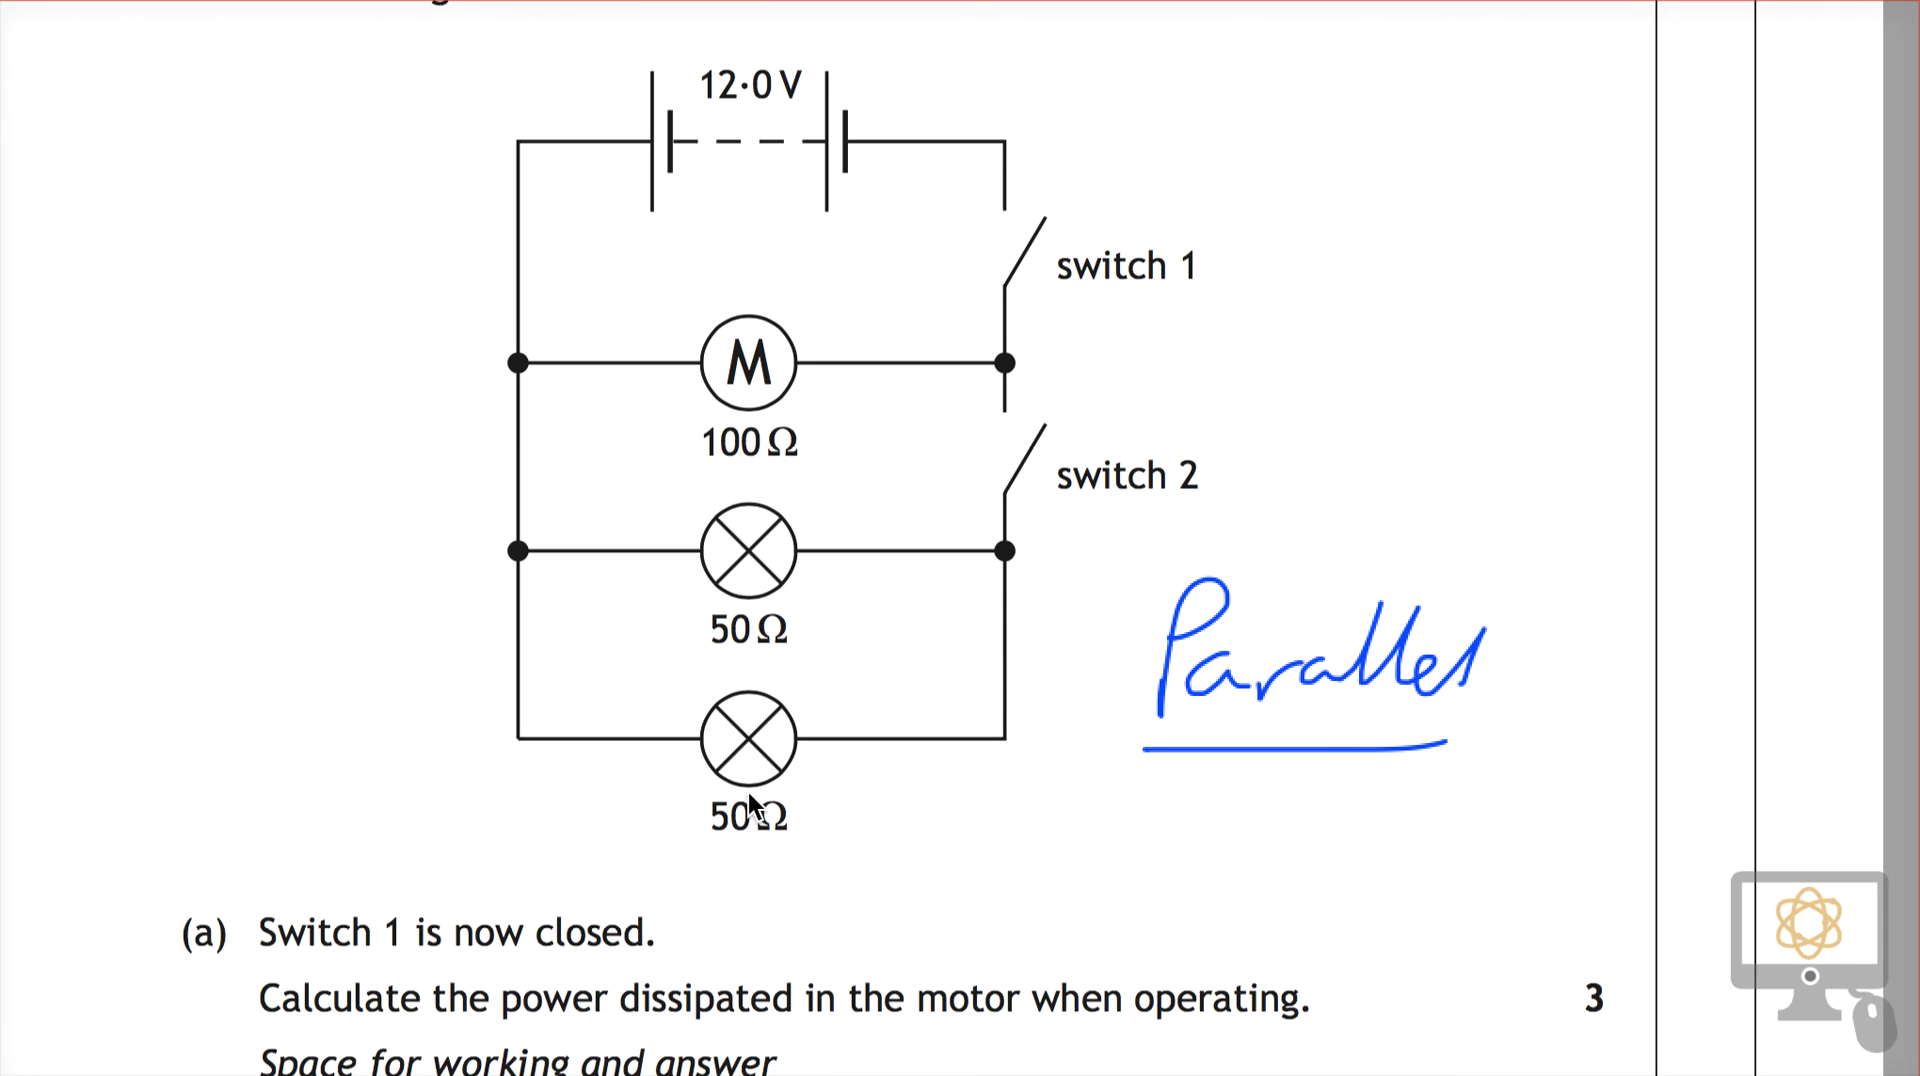 12·0 V
switch 1
M
100 Ω
switch 2
50 Ω
Parallel
50 Ω
(a) Switch 1 is now closed.
Calculate the power dissipated in the motor when operating. 3
Space for working and answer